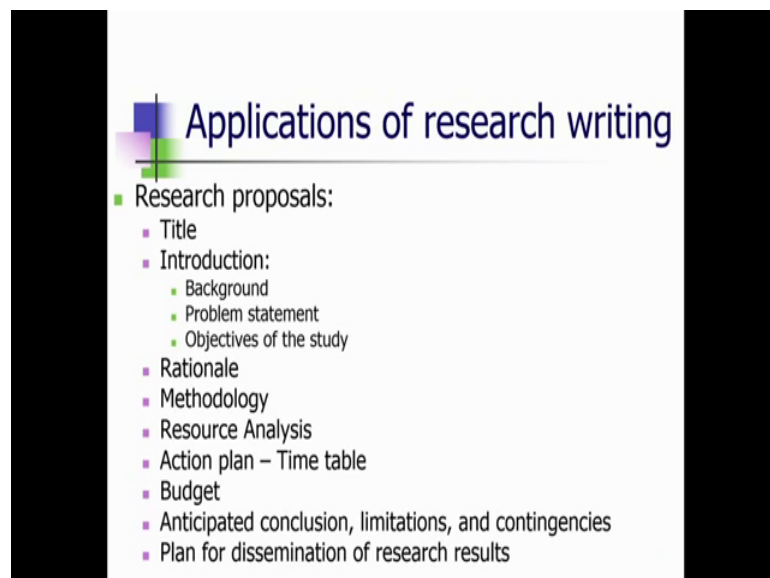 Applications of research writing
Research proposals:
Title
Introduction:
Background
Problem statement
Objectives of the study
Rationale
Methodology
Resource Analysis
Action plan – Time table
Budget
Anticipated conclusion, limitations, and contingencies
Plan for dissemination of research results